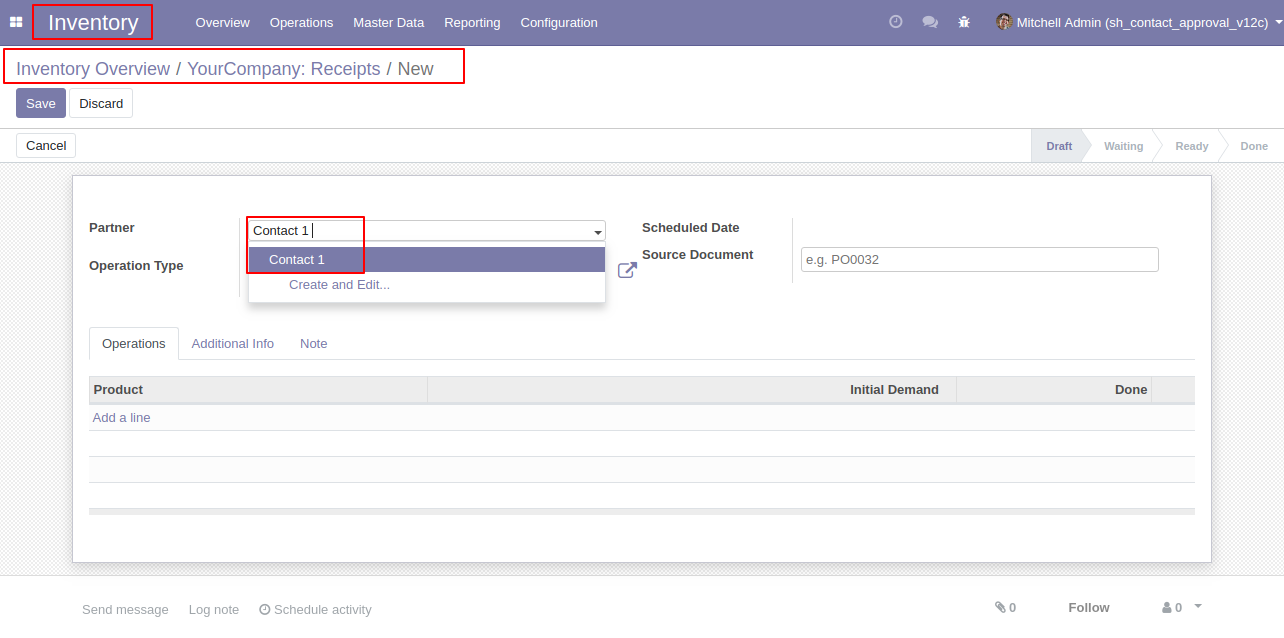 Inventory Overview Operations Master Data Reporting Configuration Mitchell Admin (sh_contact_approval_v12c)
Inventory Overview / YourCompany: Receipts / New
Save Discard
Cancel Draft Waiting Ready Done
Partner Contact 1 Scheduled Date
Source Document e.g. PO0032
Operation Type Contact 1
Create and Edit...
Operations Additional Info Note
Product Initial Demand Done
Add a line
Send message Log note Schedule activity 0 Follow 0